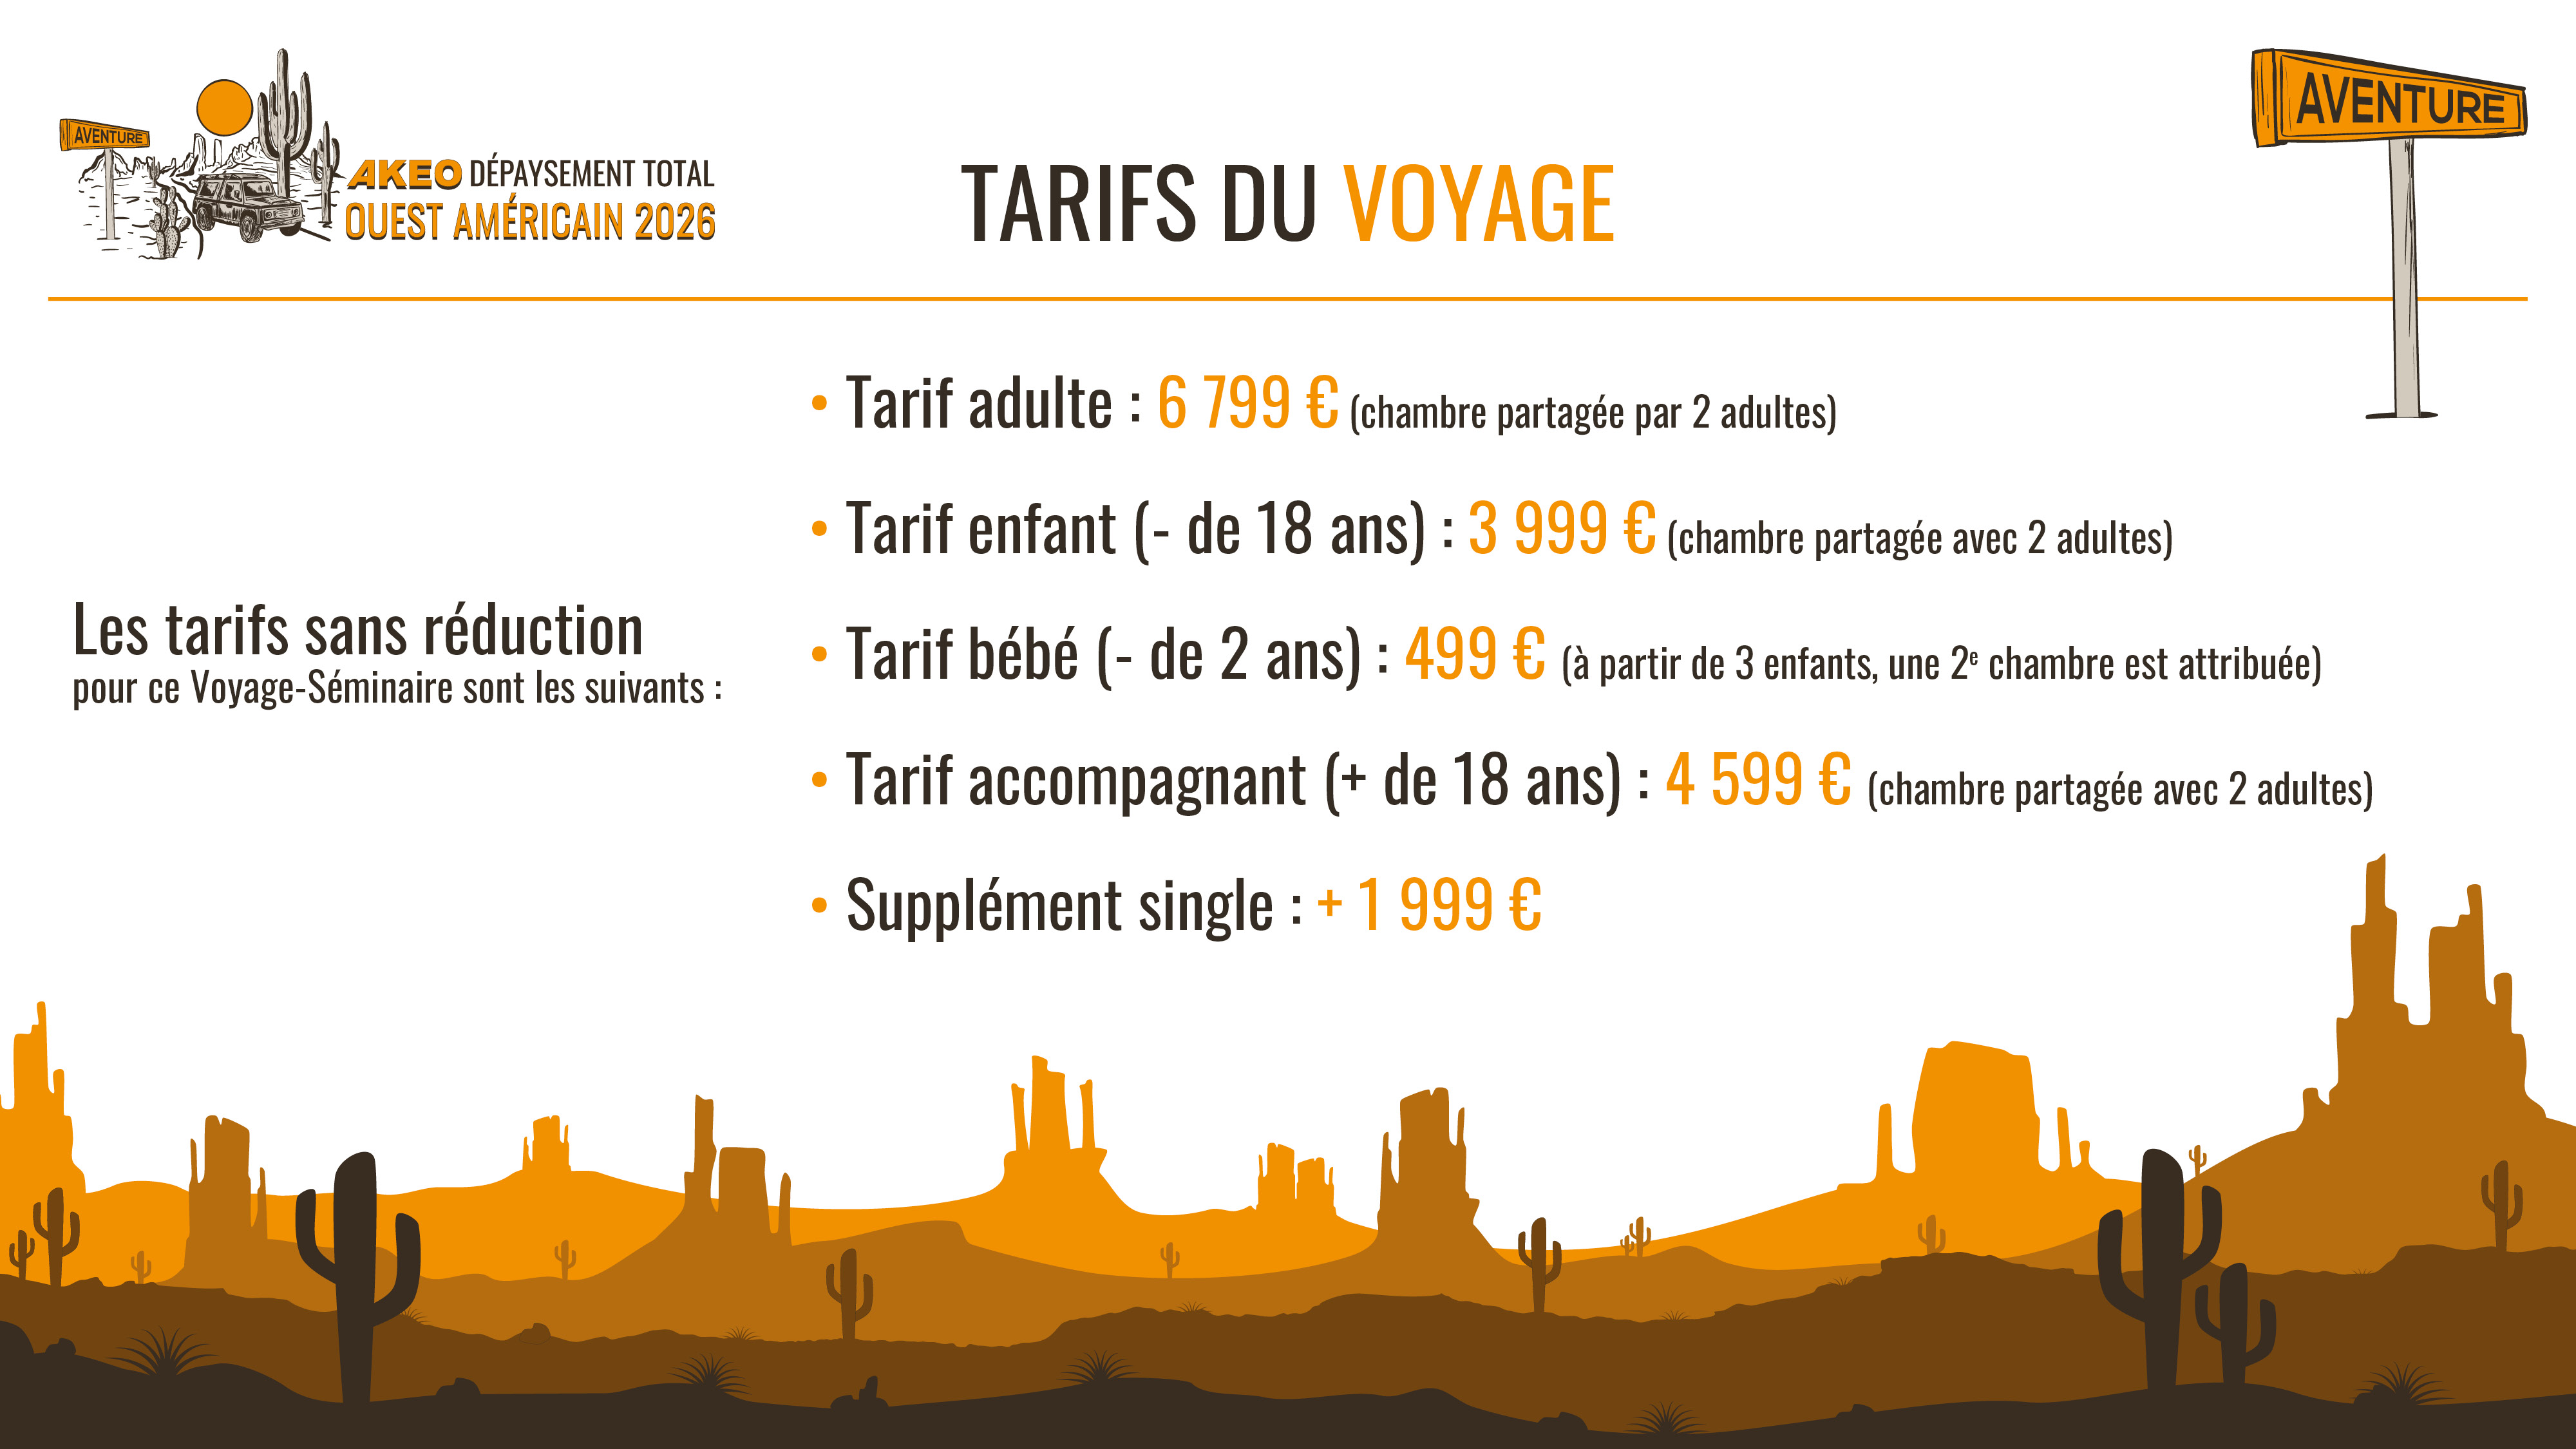 AVENTURE
AKEO DÉPAYSEMENT TOTAL
OUEST AMÉRICAIN 2026
TARIFS DU VOYAGE
AVENTURE
Les tarifs sans réduction
pour ce Voyage-Séminaire sont les suivants :
• Tarif adulte : 6 799 € (chambre partagée par 2 adultes)
• Tarif enfant (- de 18 ans) : 3 999 € (chambre partagée avec 2 adultes)
• Tarif bébé (- de 2 ans) : 499 € (à partir de 3 enfants, une 2e chambre est attribuée)
• Tarif accompagnant (+ de 18 ans) : 4 599 € (chambre partagée avec 2 adultes)
• Supplément single : + 1 999 €